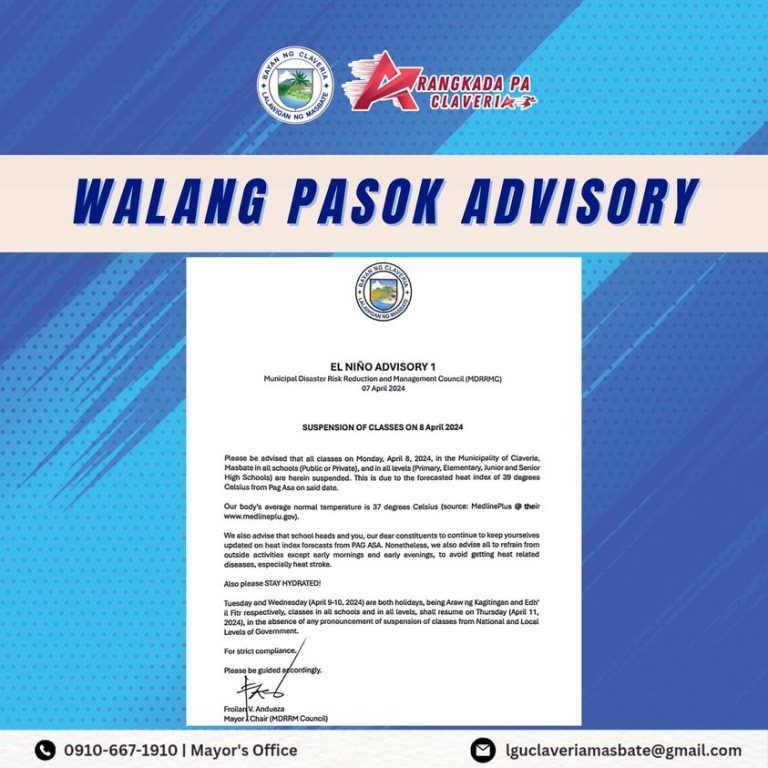 BAYAN NG CLAVERIA
LALAWIGAN NG MASBATE
ARANGKADA PA
CLAVERIA
WALANG PASOK ADVISORY
BAYAN NG CLAVERIA
LALAWIGAN NG MASBATE
EL NIÑO ADVISORY 1
Municipal Disaster Risk Reduction and Management Council (MDRRMC)
07 April 2024
SUSPENSION OF CLASSES ON 8 April 2024
Please be advised that all classes on Monday, April 8, 2024, in the Municipality of Claveria,
Masbate in all schools (Public or Private), and in all levels (Primary, Elementary, Junior and Senior
High Schools) are herein suspended. This is due to the forecasted heat index of 39 degrees
Celsius from Pag Asa on said date.
Our body's average normal temperature is 37 degrees Celsius (source: MedlinePlus @ their
www.medlineplu.gov).
We also advise that school heads and you, our dear constituents to continue to keep yourselves
updated on heat index forecasts from PAG ASA. Nonetheless, we also advise all to refrain from
outside activities except early mornings and early evenings, to avoid getting heat related
diseases, especially heat stroke.
Also please STAY HYDRATED!
Tuesday and Wednesday (April 9-10, 2024) are both holidays, being Araw ng Kagitingan and Edh'
il Fitr respectively, classes in all schools and in all levels, shall resume on Thursday (April 11,
2024), in the absence of any pronouncement of suspension of classes from National and Local
Levels of Government.
For strict compliance.
Please be guided accordingly.
Froilan V. Andueza
Mayor / Chair (MDRRM Council)
0910-667-1910 | Mayor's Office
lguclaveriamasbate@gmail.com